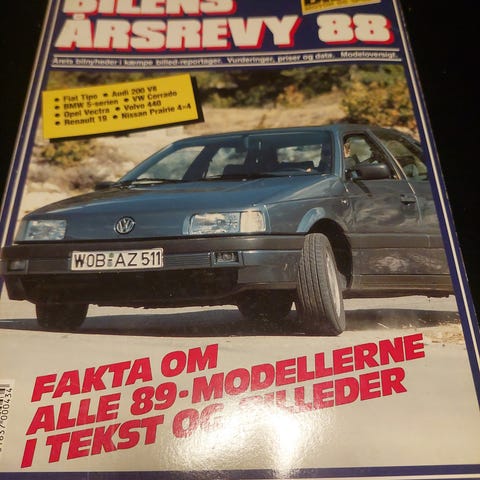 BILENS
ÅRSREVY 88
Årets bilnyheder i kæmpe billed-reportager. Vurderinger, priser og data. Modeloversigt.
• Fiat Tipo • Audi 200 V8
• BMW 5-serien • VW Corrado
• Opel Vectra • Volvo 440
• Renault 19 • Nissan Prairie 4×4
WOB AZ 511
FAKTA OM
ALLE 89-MODELLERNE
I TEKST OG BILLEDER